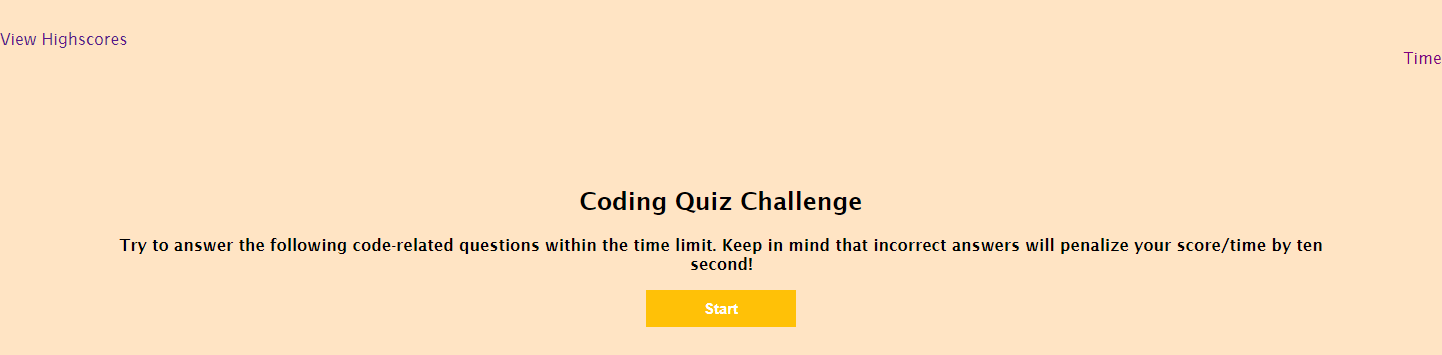 View Highscores
Time
Coding Quiz Challenge
Try to answer the following code-related questions within the time limit. Keep in mind that incorrect answers will penalize your score/time by ten
second!
Start